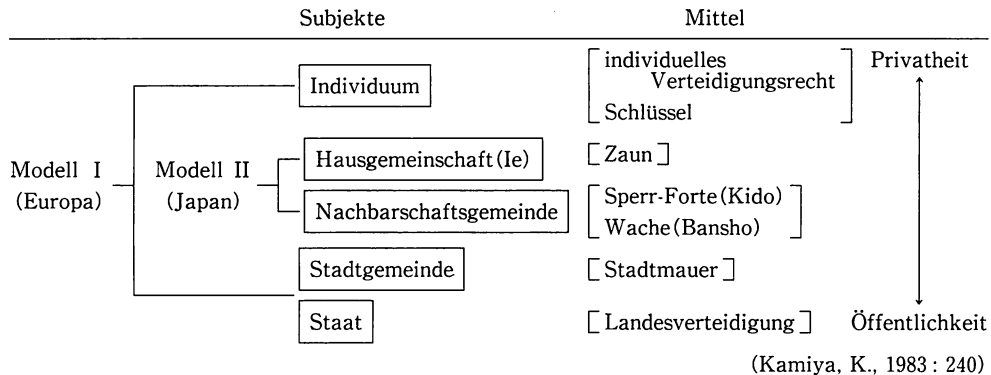 Subjekte Mittel
individuelles Verteidigungsrecht
Schlüssel
Privatheit
Individuum
Modell I
(Europa)
Modell II
(Japan)
Hausgemeinschaft(Ie)
Zaun
Nachbarschaftsgemeinde
Sperr-Forte(Kido)
Wache(Bansho)
Stadtgemeinde
Stadtmauer
Staat
Landesverteidigung
Öffentlichkeit
(Kamiya, K., 1983 : 240)